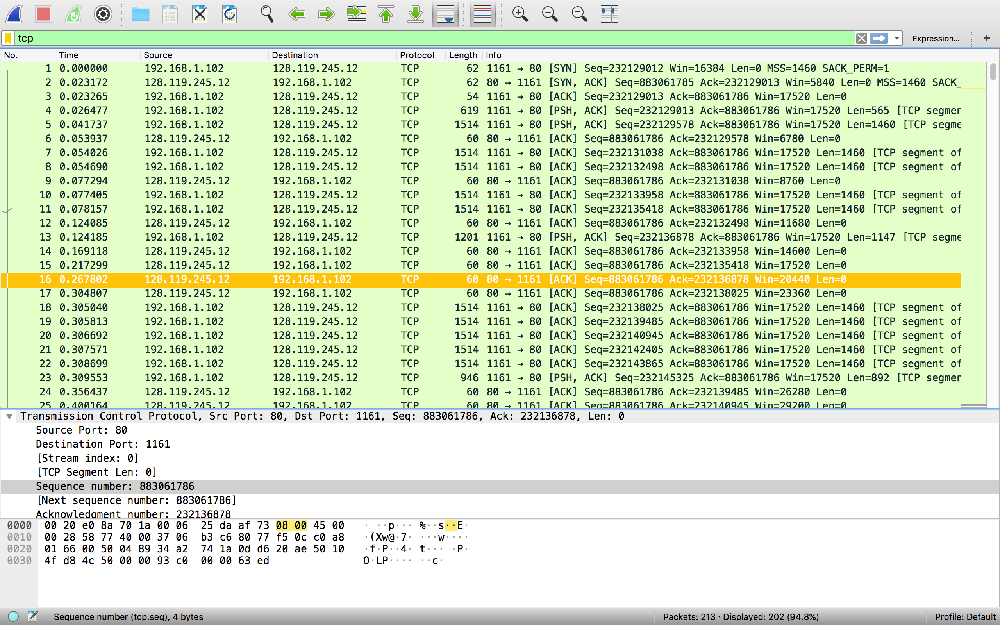 tcp
Expression... +
No. Time Source Destination Protocol Length Info
1 0.000000 192.168.1.102 128.119.245.12 TCP 62 1161 → 80 [SYN] Seq=232129012 Win=16384 Len=0 MSS=1460 SACK_PERM=1
2 0.023172 128.119.245.12 192.168.1.102 TCP 62 80 → 1161 [SYN, ACK] Seq=883061785 Ack=232129013 Win=5840 Len=0 MSS=1460 SACK_
3 0.023265 192.168.1.102 128.119.245.12 TCP 54 1161 → 80 [ACK] Seq=232129013 Ack=883061786 Win=17520 Len=0
4 0.026477 192.168.1.102 128.119.245.12 TCP 619 1161 → 80 [PSH, ACK] Seq=232129013 Ack=883061786 Win=17520 Len=565 [TCP segmen
5 0.041737 192.168.1.102 128.119.245.12 TCP 1514 1161 → 80 [PSH, ACK] Seq=232129578 Ack=883061786 Win=17520 Len=1460 [TCP segme
6 0.053937 128.119.245.12 192.168.1.102 TCP 60 80 → 1161 [ACK] Seq=883061786 Ack=232129578 Win=6780 Len=0
7 0.054026 192.168.1.102 128.119.245.12 TCP 1514 1161 → 80 [ACK] Seq=232131038 Ack=883061786 Win=17520 Len=1460 [TCP segment of
8 0.054690 192.168.1.102 128.119.245.12 TCP 1514 1161 → 80 [ACK] Seq=232132498 Ack=883061786 Win=17520 Len=1460 [TCP segment of
9 0.077294 128.119.245.12 192.168.1.102 TCP 60 80 → 1161 [ACK] Seq=883061786 Ack=232131038 Win=8760 Len=0
10 0.077405 192.168.1.102 128.119.245.12 TCP 1514 1161 → 80 [ACK] Seq=232133958 Ack=883061786 Win=17520 Len=1460 [TCP segment of
11 0.078157 192.168.1.102 128.119.245.12 TCP 1514 1161 → 80 [ACK] Seq=232135418 Ack=883061786 Win=17520 Len=1460 [TCP segment of
12 0.124085 128.119.245.12 192.168.1.102 TCP 60 80 → 1161 [ACK] Seq=883061786 Ack=232132498 Win=11680 Len=0
13 0.124185 192.168.1.102 128.119.245.12 TCP 1201 1161 → 80 [PSH, ACK] Seq=232136878 Ack=883061786 Win=17520 Len=1147 [TCP segme
14 0.169118 128.119.245.12 192.168.1.102 TCP 60 80 → 1161 [ACK] Seq=883061786 Ack=232133958 Win=14600 Len=0
15 0.217299 128.119.245.12 192.168.1.102 TCP 60 80 → 1161 [ACK] Seq=883061786 Ack=232135418 Win=17520 Len=0
16 0.267802 128.119.245.12 192.168.1.102 TCP 60 80 → 1161 [ACK] Seq=883061786 Ack=232136878 Win=20440 Len=0
17 0.304807 128.119.245.12 192.168.1.102 TCP 60 80 → 1161 [ACK] Seq=883061786 Ack=232138025 Win=23360 Len=0
18 0.305040 192.168.1.102 128.119.245.12 TCP 1514 1161 → 80 [ACK] Seq=232138025 Ack=883061786 Win=17520 Len=1460 [TCP segment of
19 0.305813 192.168.1.102 128.119.245.12 TCP 1514 1161 → 80 [ACK] Seq=232139485 Ack=883061786 Win=17520 Len=1460 [TCP segment of
20 0.306692 192.168.1.102 128.119.245.12 TCP 1514 1161 → 80 [ACK] Seq=232140945 Ack=883061786 Win=17520 Len=1460 [TCP segment of
21 0.307571 192.168.1.102 128.119.245.12 TCP 1514 1161 → 80 [ACK] Seq=232142405 Ack=883061786 Win=17520 Len=1460 [TCP segment of
22 0.308699 192.168.1.102 128.119.245.12 TCP 1514 1161 → 80 [ACK] Seq=232143865 Ack=883061786 Win=17520 Len=1460 [TCP segment of
23 0.309553 192.168.1.102 128.119.245.12 TCP 946 1161 → 80 [PSH, ACK] Seq=232145325 Ack=883061786 Win=17520 Len=892 [TCP segmen
24 0.356437 128.119.245.12 192.168.1.102 TCP 60 80 → 1161 [ACK] Seq=883061786 Ack=232139485 Win=26280 Len=0
25 0.400164 128.119.245.12 192.168.1.102 TCP 60 80 → 1161 [ACK] Seq=883061786 Ack=232140945 Win=29200 Len=0
Transmission Control Protocol, Src Port: 80, Dst Port: 1161, Seq: 883061786, Ack: 232136878, Len: 0
Source Port: 80
Destination Port: 1161
[Stream index: 0]
[TCP Segment Len: 0]
Sequence number: 883061786
[Next sequence number: 883061786]
Acknowledgment number: 232136878
0000 00 20 e0 8a 70 1a 00 06 25 da af 73 08 00 45 00 · ··p··· %··s··E·
0010 00 28 58 77 40 00 37 06 b3 c6 80 77 f5 0c c0 a8 ·(Xw@·7· ···w····
0020 01 66 00 50 04 89 34 a2 74 1a 0d d6 20 ae 50 10 ·f·P··4· t··· ·P·
0030 4f d8 4c 50 00 00 93 c0 00 00 63 ed O·LP···· ··c·
Sequence number (tcp.seq), 4 bytes Packets: 213 · Displayed: 202 (94.8%) Profile: Default